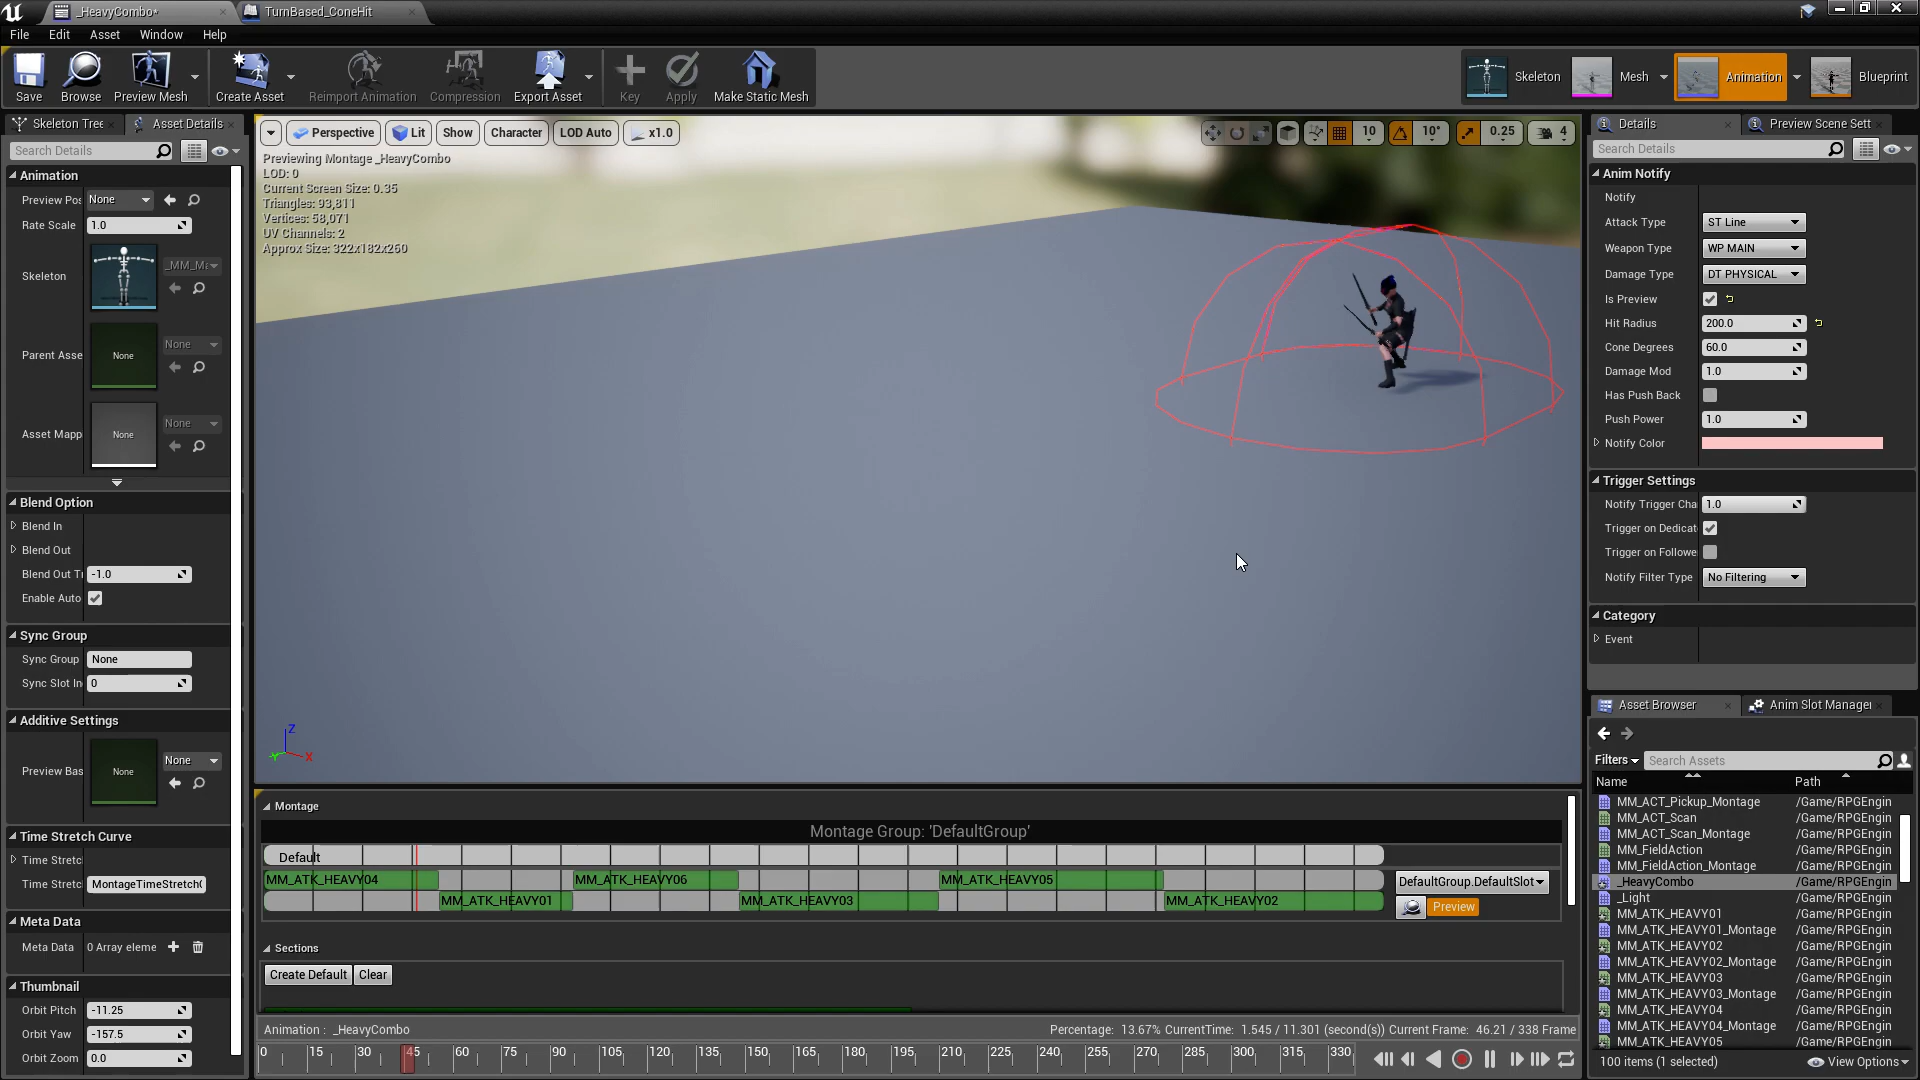 _HeavyCombo*
TurnBased_ConeHit
File Edit Asset Window Help
Save
Browse
Preview Mesh
Create Asset
Reimport Animation
Compression
Export Asset
Key
Apply
Make Static Mesh
Skeleton
Mesh
Animation
Blueprint
Skeleton Tree
Asset Details
Search Details
Animation
Preview Pos None
Rate Scale 1.0
Skeleton _MM_Ma
Parent Asse None None
Asset Mapp None None
Blend Option
Blend In
Blend Out
Blend Out Ti -1.0
Enable Auto
Sync Group
Sync Group None
Sync Slot In 0
Additive Settings
Preview Bas None None
Time Stretch Curve
Time Stretc
Time Stretc MontageTimeStretchC
Meta Data
Meta Data 0 Array eleme
Thumbnail
Orbit Pitch -11.25
Orbit Yaw -157.5
Orbit Zoom 0.0
Perspective Lit Show Character LOD Auto x1.0
10 10° 0.25 4
Previewing Montage _HeavyCombo
LOD: 0
Current Screen Size: 0.35
Triangles: 93,811
Vertices: 58,071
UV Channels: 2
Approx Size: 322x182x260
Z
Y
X
Montage
Montage Group: 'DefaultGroup'
Default
MM_ATK_HEAVY04 MM_ATK_HEAVY06 MM_ATK_HEAVY05
MM_ATK_HEAVY01 MM_ATK_HEAVY03 MM_ATK_HEAVY02
DefaultGroup.DefaultSlot
Preview
Sections
Create Default Clear
Animation : _HeavyCombo
Percentage: 13.67% CurrentTime: 1.545 / 11.301 (second(s)) Current Frame: 46.21 / 338 Frame
0 15 30 45 60 75 90 105 120 135 150 165 180 195 210 225 240 255 270 285 300 315 330
Details
Preview Scene Sett
Search Details
Anim Notify
Notify
Attack Type ST Line
Weapon Type WP MAIN
Damage Type DT PHYSICAL
Is Preview
Hit Radius 200.0
Cone Degrees 60.0
Damage Mod 1.0
Has Push Back
Push Power 1.0
Notify Color
Trigger Settings
Notify Trigger Cha 1.0
Trigger on Dedicat
Trigger on Followe
Notify Filter Type No Filtering
Category
Event
Asset Browser
Anim Slot Manager
Filters Search Assets
Name Path
MM_ACT_Pickup_Montage /Game/RPGEngin
MM_ACT_Scan /Game/RPGEngin
MM_ACT_Scan_Montage /Game/RPGEngin
MM_FieldAction /Game/RPGEngin
MM_FieldAction_Montage /Game/RPGEngin
_HeavyCombo /Game/RPGEngin
_Light /Game/RPGEngin
MM_ATK_HEAVY01 /Game/RPGEngin
MM_ATK_HEAVY01_Montage /Game/RPGEngin
MM_ATK_HEAVY02 /Game/RPGEngin
MM_ATK_HEAVY02_Montage /Game/RPGEngin
MM_ATK_HEAVY03 /Game/RPGEngin
MM_ATK_HEAVY03_Montage /Game/RPGEngin
MM_ATK_HEAVY04 /Game/RPGEngin
MM_ATK_HEAVY04_Montage /Game/RPGEngin
MM_ATK_HEAVY05 /Game/RPGEngin
100 items (1 selected)
View Options